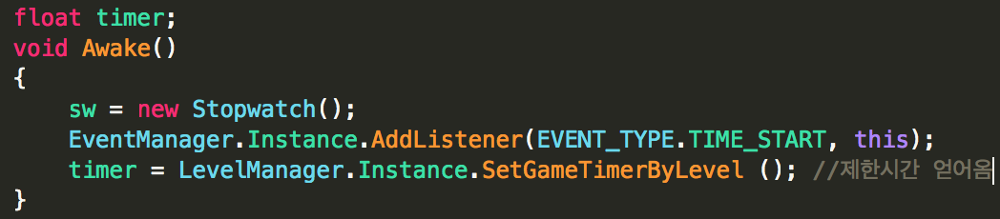 float timer;
void Awake()
{
    sw = new Stopwatch();
    EventManager.Instance.AddListener(EVENT_TYPE.TIME_START, this);
    timer = LevelManager.Instance.SetGameTimerByLevel (); //제한시간 얻어옴
}